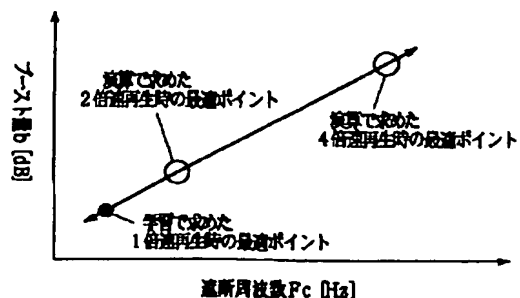 演算で求めた
2倍速再生時の最適ポイント
演算で求めた
4倍速再生時の最適ポイント
ブースト量b [dB]
学習で求めた
1倍速再生時の最適ポイント
遮断周波数Fc [Hz]